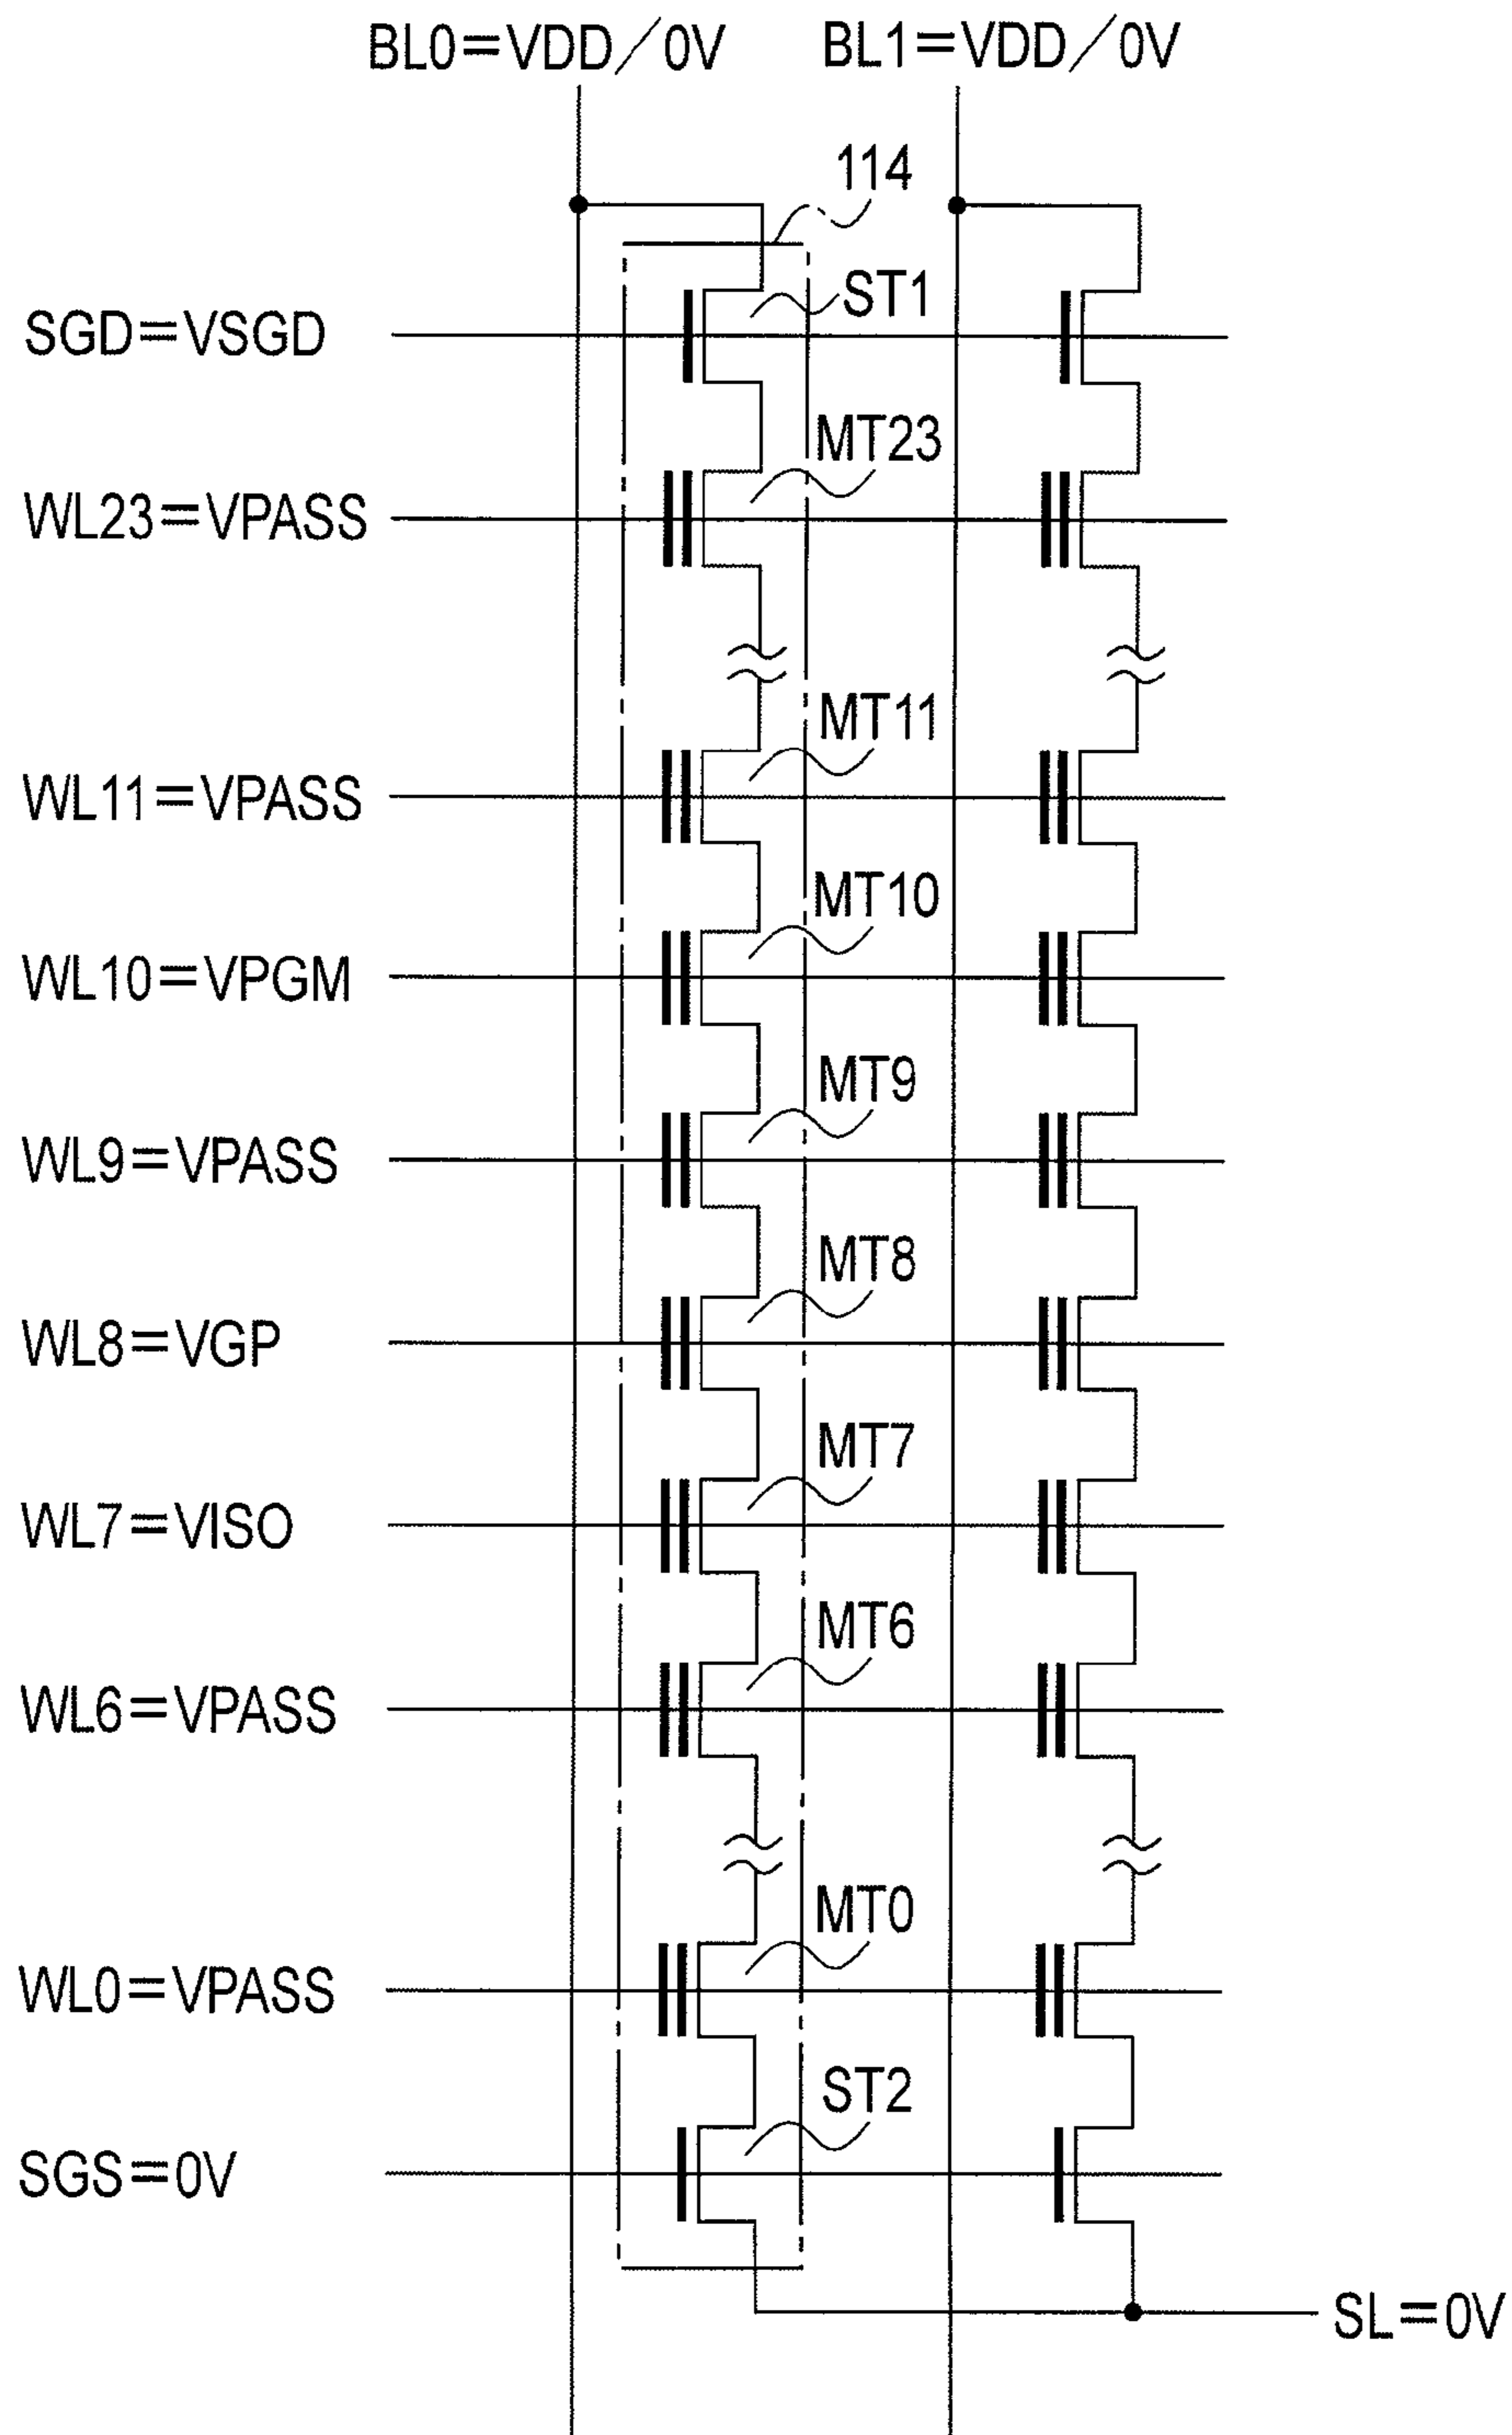 BL0=VDD/0V BL1=VDD/0V
114
SGD=VSGD ST1
WL23=VPASS MT23
WL11=VPASS MT11
WL10=VPGM MT10
WL9=VPASS MT9
WL8=VGP MT8
WL7=VISO MT7
WL6=VPASS MT6
WL0=VPASS MT0
SGS=0V ST2
SL=0V